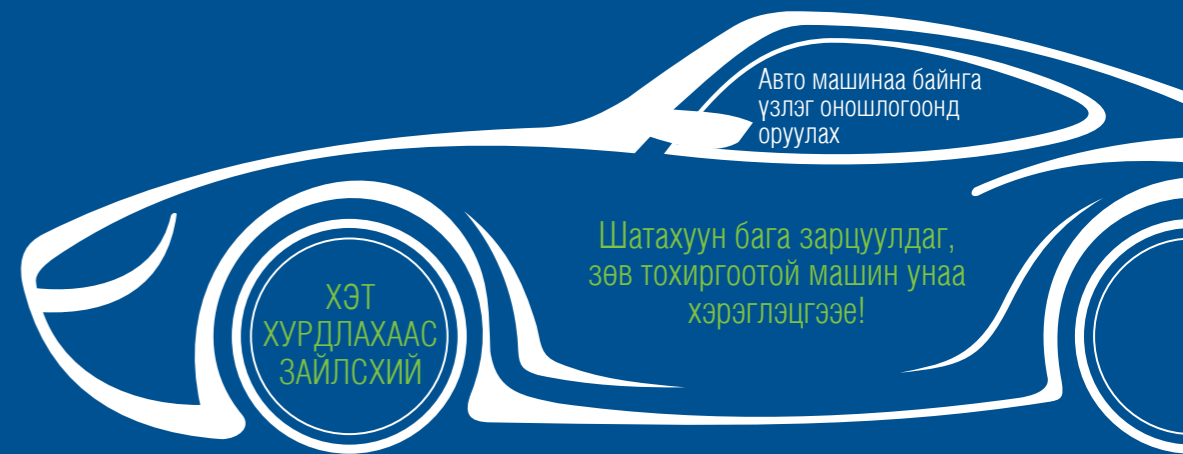 Авто машинаа байнга
үзлэг оношлогоонд
оруулах
Шатахуун бага зарцуулдаг,
зөв тохиргоотой машин унаа
хэрэглэцгээе!
ХЭТ
ХУРДЛАХААС
ЗАЙЛСХИЙ